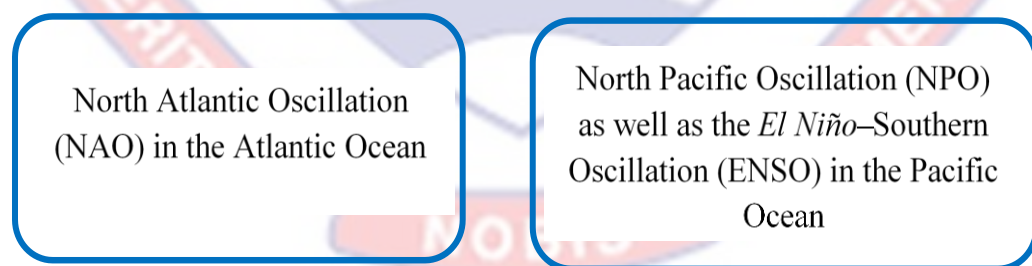 North Atlantic Oscillation
(NAO) in the Atlantic Ocean
North Pacific Oscillation (NPO)
as well as the El Niño–Southern
Oscillation (ENSO) in the Pacific
Ocean